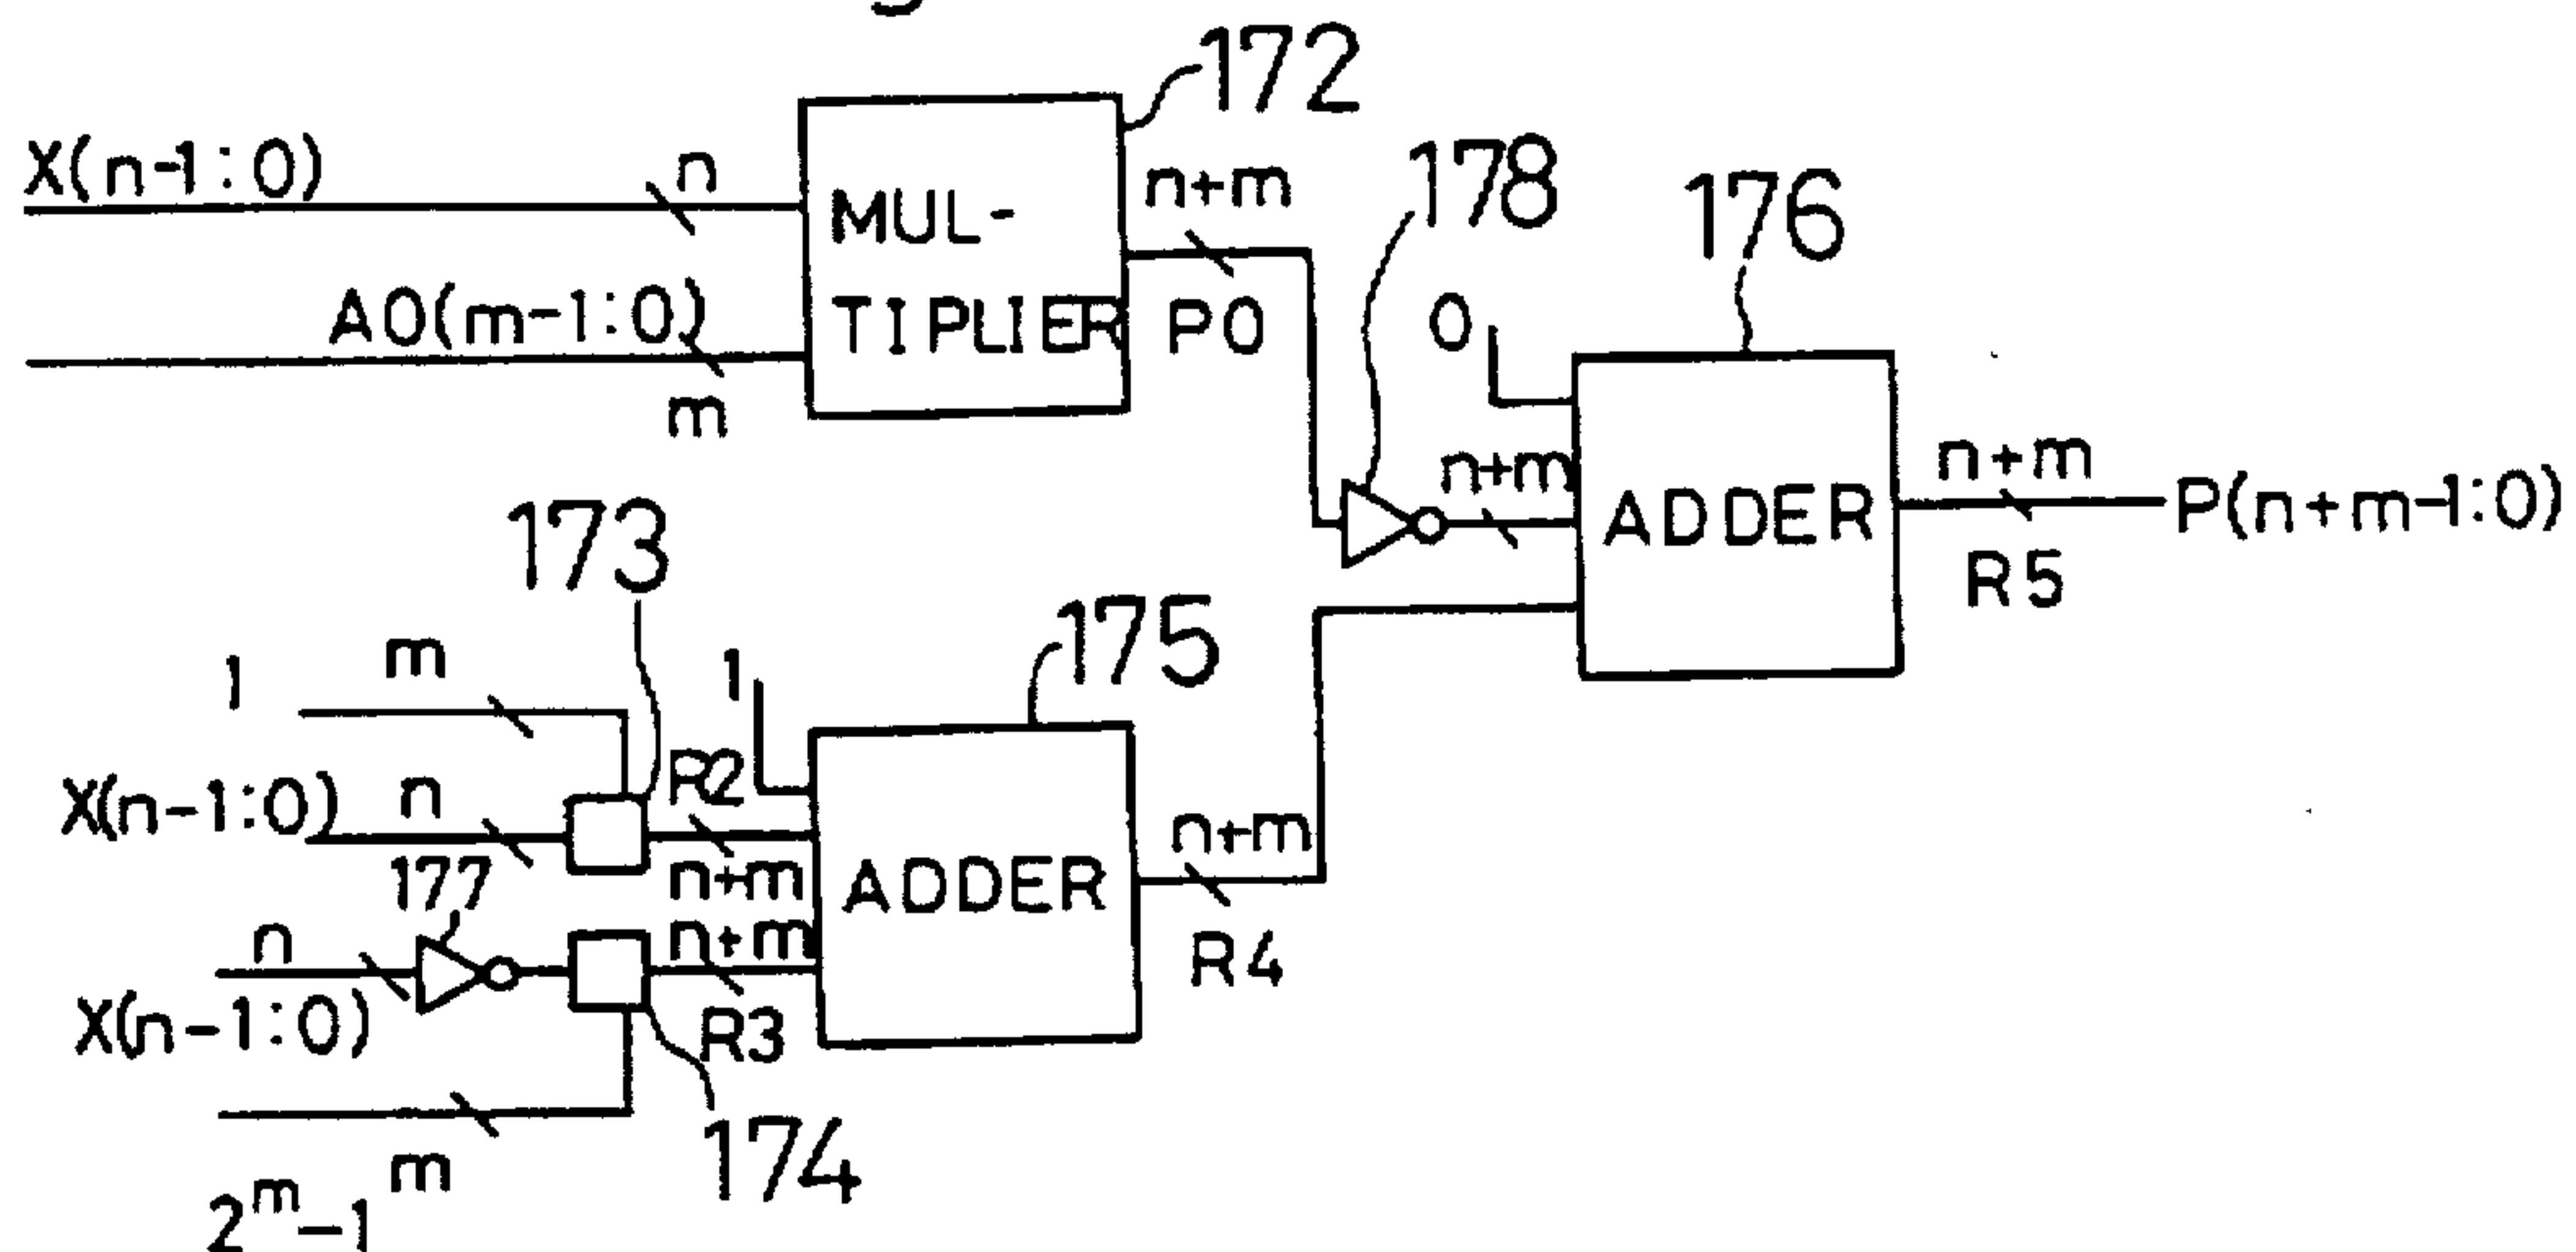 172
X(n-1:0)
n
MUL-
TIPLIER
n+m
P0
A0(m-1:0)
m
178
176
0
n+m
ADDER
n+m
R5
P(n+m-1:0)
173
1
m
X(n-1:0)
n
R2
n+m
1
175
ADDER
n+m
R4
177
n
X(n-1:0)
n+m
R3
174
2^m-1
m